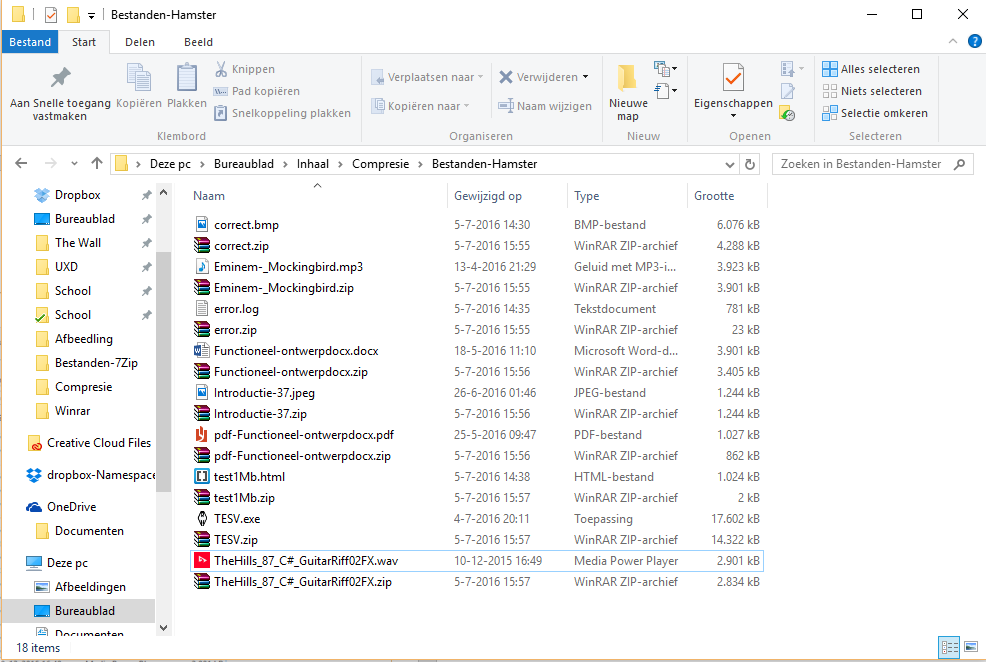 Bestanden-Hamster
Bestand Start Delen Beeld
Aan Snelle toegang vastmaken
Kopiëren
Plakken
Knippen
Pad kopiëren
Snelkoppeling plakken
Klembord
Verplaatsen naar
Kopiëren naar
Verwijderen
Naam wijzigen
Organiseren
Nieuwe map
Nieuw
Eigenschappen
Openen
Alles selecteren
Niets selecteren
Selectie omkeren
Selecteren
Deze pc > Bureaublad > Inhaal > Compresie > Bestanden-Hamster
Zoeken in Bestanden-Hamster
Dropbox
Bureaublad
The Wall
UXD
School
School
Afbeedling
Bestanden-7Zip
Compresie
Winrar
Creative Cloud Files
dropbox-Namespace
OneDrive
Documenten
Deze pc
Afbeeldingen
Bureaublad
Documenten
Naam Gewijzigd op Type Grootte
correct.bmp 5-7-2016 14:30 BMP-bestand 6.076 kB
correct.zip 5-7-2016 15:55 WinRAR ZIP-archief 4.288 kB
Eminem-_Mockingbird.mp3 13-4-2016 21:29 Geluid met MP3-i... 3.923 kB
Eminem-_Mockingbird.zip 5-7-2016 15:55 WinRAR ZIP-archief 3.901 kB
error.log 5-7-2016 14:35 Tekstdocument 781 kB
error.zip 5-7-2016 15:55 WinRAR ZIP-archief 23 kB
Functioneel-ontwerpdocx.docx 18-5-2016 11:10 Microsoft Word-d... 3.901 kB
Functioneel-ontwerpdocx.zip 5-7-2016 15:56 WinRAR ZIP-archief 3.405 kB
Introductie-37.jpeg 26-6-2016 01:46 JPEG-bestand 1.244 kB
Introductie-37.zip 5-7-2016 15:56 WinRAR ZIP-archief 1.244 kB
pdf-Functioneel-ontwerpdocx.pdf 25-5-2016 09:47 PDF-bestand 1.027 kB
pdf-Functioneel-ontwerpdocx.zip 5-7-2016 15:56 WinRAR ZIP-archief 862 kB
test1Mb.html 5-7-2016 14:38 HTML-bestand 1.024 kB
test1Mb.zip 5-7-2016 15:57 WinRAR ZIP-archief 2 kB
TESV.exe 4-7-2016 20:11 Toepassing 17.602 kB
TESV.zip 5-7-2016 15:57 WinRAR ZIP-archief 14.322 kB
TheHills_87_C#_GuitarRiff02FX.wav 10-12-2015 16:49 Media Power Player 2.901 kB
TheHills_87_C#_GuitarRiff02FX.zip 5-7-2016 15:57 WinRAR ZIP-archief 2.834 kB
18 items